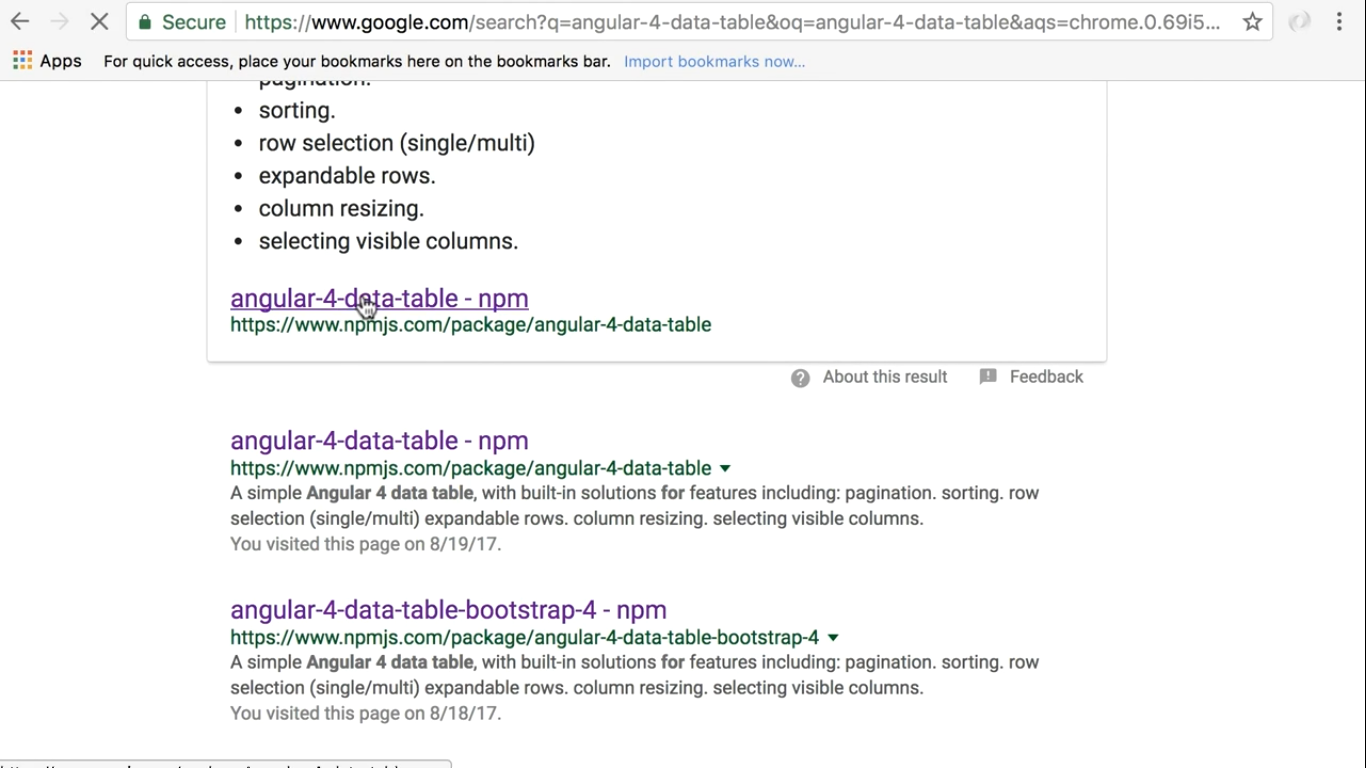 Secure https://www.google.com/search?q=angular-4-data-table&oq=angular-4-data-table&aqs=chrome.0.69i5...
Apps For quick access, place your bookmarks here on the bookmarks bar. Import bookmarks now...
pagination.
• sorting.
• row selection (single/multi)
• expandable rows.
• column resizing.
• selecting visible columns.
angular-4-data-table - npm
https://www.npmjs.com/package/angular-4-data-table
About this result Feedback
angular-4-data-table - npm
https://www.npmjs.com/package/angular-4-data-table
A simple Angular 4 data table, with built-in solutions for features including: pagination. sorting. row
selection (single/multi) expandable rows. column resizing. selecting visible columns.
You visited this page on 8/19/17.
angular-4-data-table-bootstrap-4 - npm
https://www.npmjs.com/package/angular-4-data-table-bootstrap-4
A simple Angular 4 data table, with built-in solutions for features including: pagination. sorting. row
selection (single/multi) expandable rows. column resizing. selecting visible columns.
You visited this page on 8/18/17.